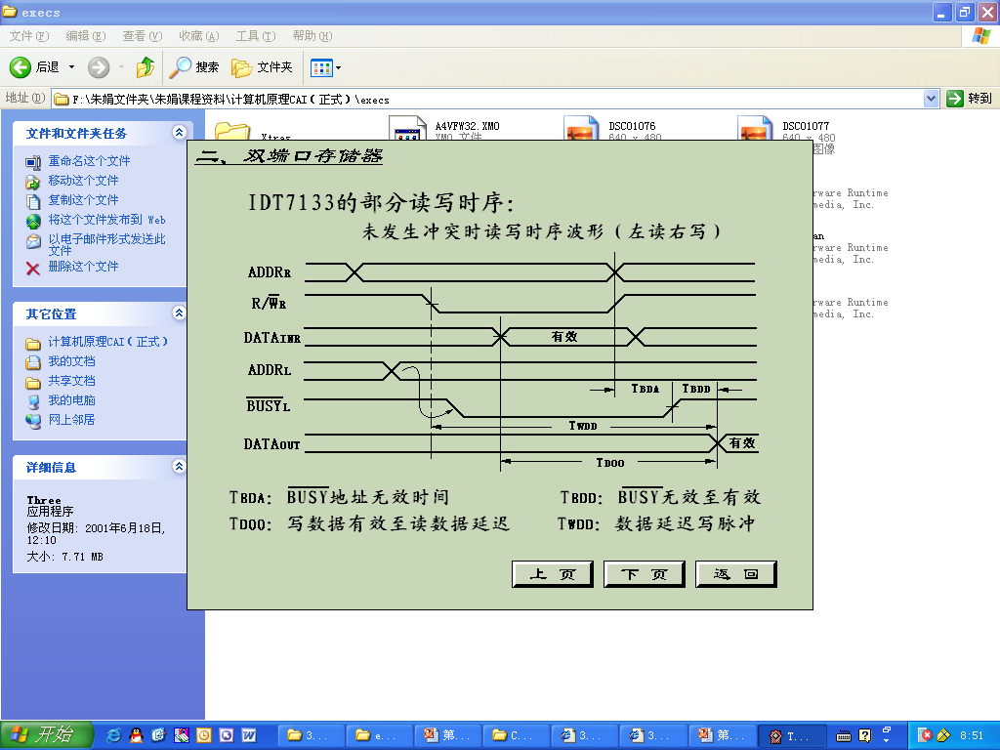 execs
文件(F) 编辑(E) 查看(V) 收藏(A) 工具(T) 帮助(H)
后退 搜索 文件夹
地址(D) F:\朱娟文件夹\朱娟课程资料\计算机原理CAI(正式)\execs 转到
文件和文件夹任务
重命名这个文件
移动这个文件
复制这个文件
将这个文件发布到 Web
以电子邮件形式发送此
文件
删除这个文件
其它位置
计算机原理CAI(正式)
我的文档
共享文档
我的电脑
网上邻居
详细信息
Three
应用程序
修改日期: 2001年6月18日,
12:10
大小: 7.71 MB
Xtras
A4VFW32.XMO
XMO 文件
DSC01076
640 x 480
DSC01077
640 x 480
图像
rware Runtime
media, Inc.
an
rware Runtime
media, Inc.
rware Runtime
media, Inc.
二、双端口存储器
IDT7133的部分读写时序:
未发生冲突时读写时序波形(左读右写)
ADDRR
R/W̅R
DATAINR 有效
ADDRL
TBDA TBDD
B̅U̅S̅Y̅L
TWDD
DATAOUT 有效
TDOO
TBDA: B̅U̅S̅Y̅地址无效时间 TBDD: B̅U̅S̅Y̅无效至有效
TDOO: 写数据有效至读数据延迟 TWDD: 数据延迟写脉冲
上 页 下 页 返 回
开始 3... e... 第... C... 3... 3... 第... T... 8:51